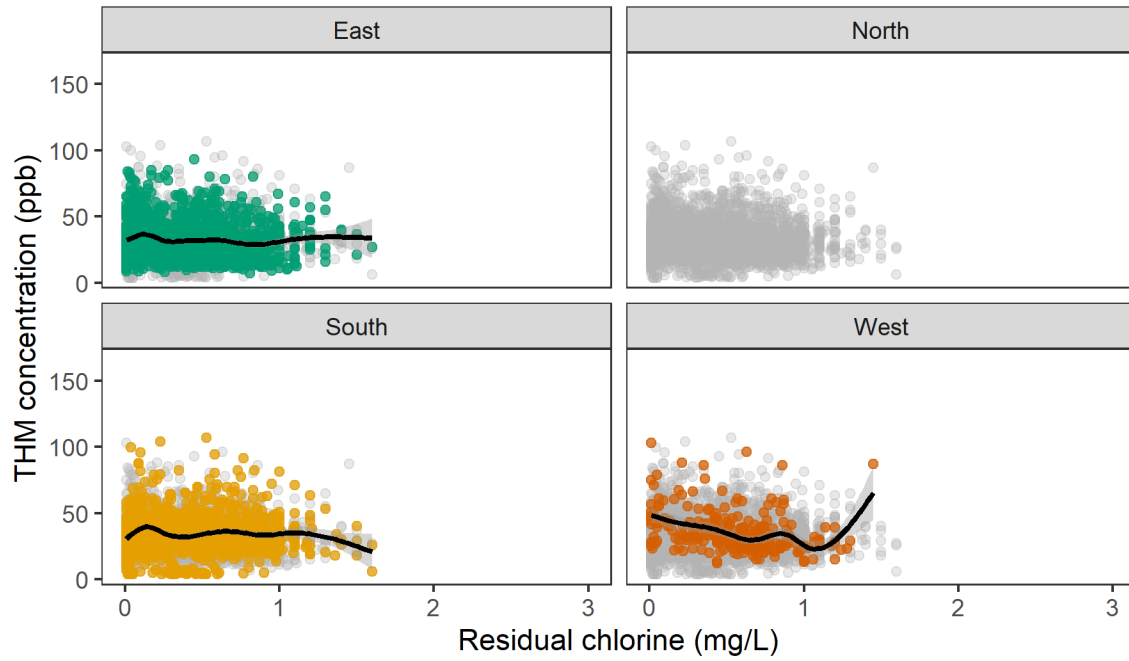 East
North
150
100
50
0
South
West
150
100
50
0
0
1
2
3
0
1
2
3
THM concentration (ppb)
Residual chlorine (mg/L)